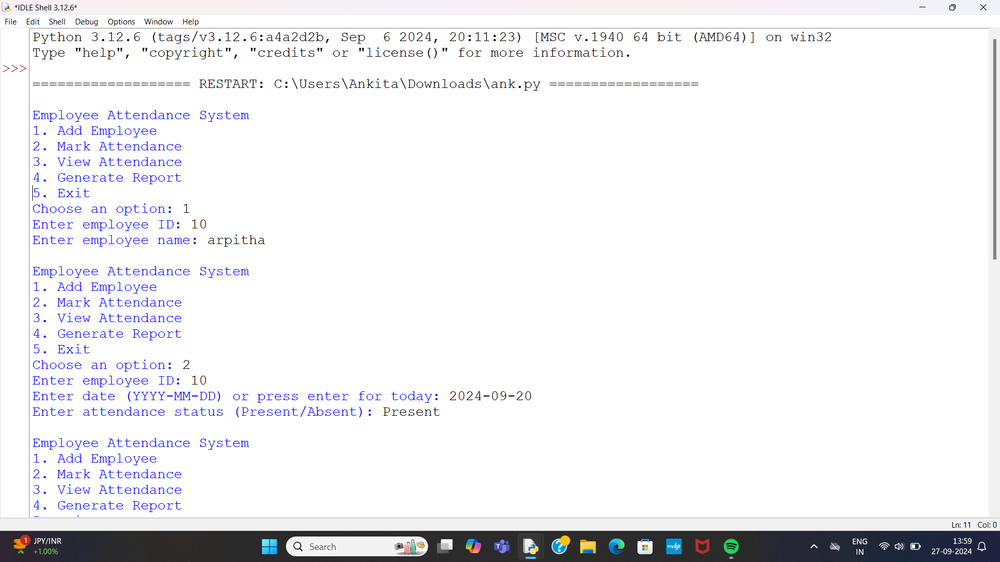 *IDLE Shell 3.12.6*
File Edit Shell Debug Options Window Help
Python 3.12.6 (tags/v3.12.6:a4a2d2b, Sep  6 2024, 20:11:23) [MSC v.1940 64 bit (AMD64)] on win32
Type "help", "copyright", "credits" or "license()" for more information.
>>>
=================== RESTART: C:\Users\Ankita\Downloads\ank.py ==================
Employee Attendance System
1. Add Employee
2. Mark Attendance
3. View Attendance
4. Generate Report
5. Exit
Choose an option: 1
Enter employee ID: 10
Enter employee name: arpitha
Employee Attendance System
1. Add Employee
2. Mark Attendance
3. View Attendance
4. Generate Report
5. Exit
Choose an option: 2
Enter employee ID: 10
Enter date (YYYY-MM-DD) or press enter for today: 2024-09-20
Enter attendance status (Present/Absent): Present
Employee Attendance System
1. Add Employee
2. Mark Attendance
3. View Attendance
4. Generate Report
Ln: 11 Col: 0
1 JPY/INR
+1.00%
Search
myhp
ENG
IN
13:59
27-09-2024